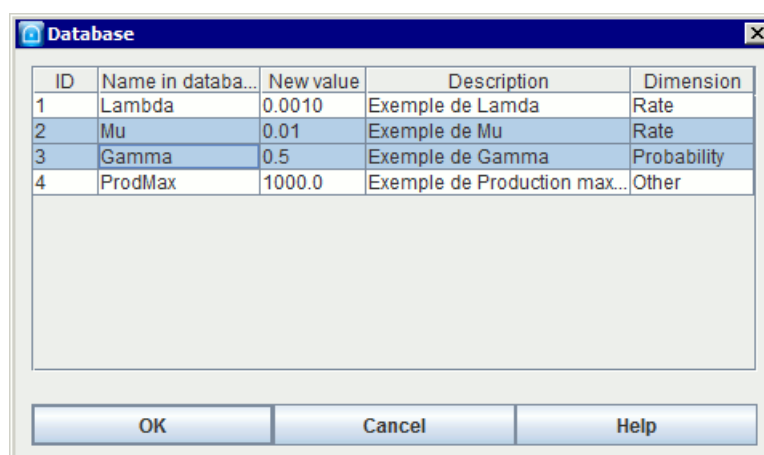 Database
ID Name in databa... New value Description Dimension
1 Lambda 0.0010 Exemple de Lamda Rate
2 Mu 0.01 Exemple de Mu Rate
3 Gamma 0.5 Exemple de Gamma Probability
4 ProdMax 1000.0 Exemple de Production max... Other
OK Cancel Help